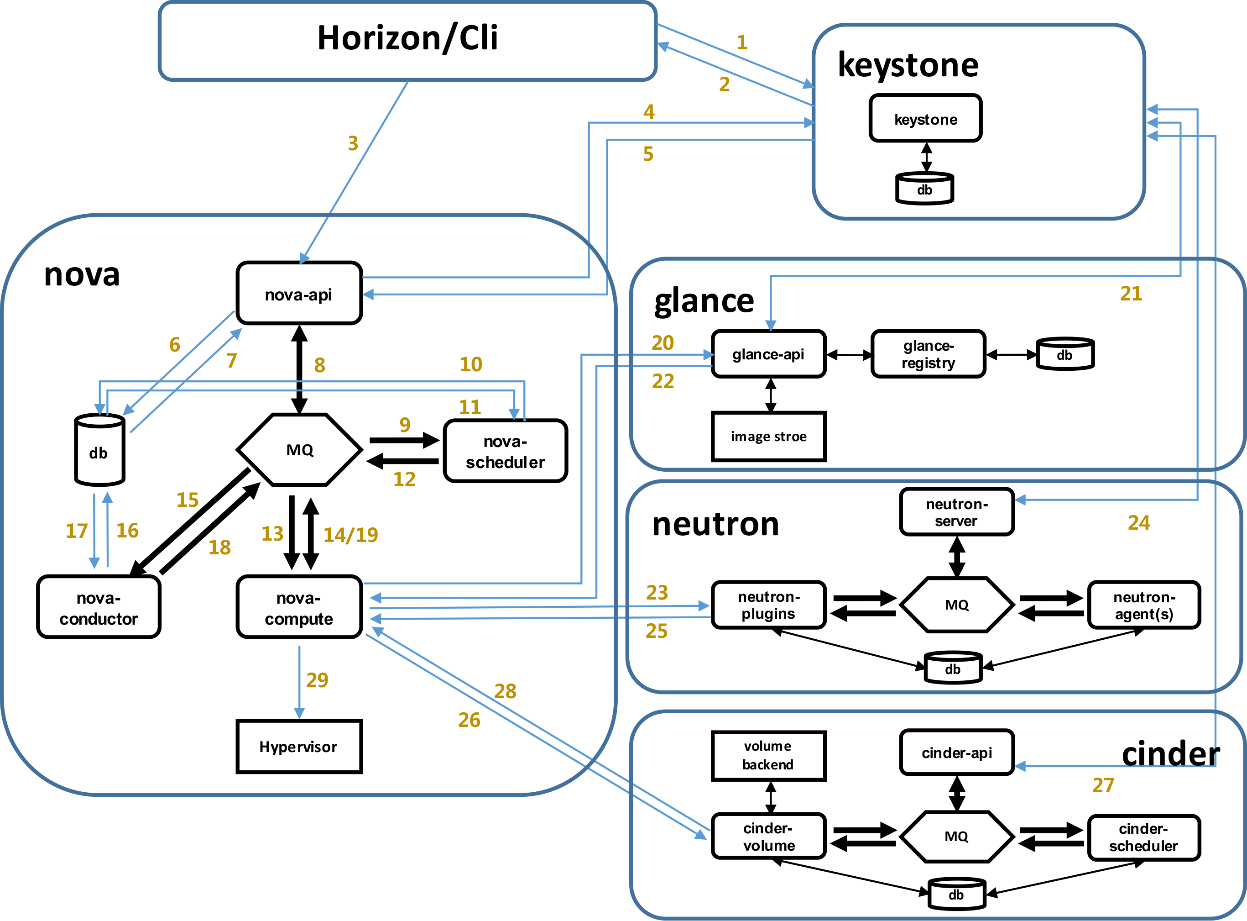 Horizon/Cli
1
2
3
4
5
keystone
keystone
db
nova
nova-api
6
7
8
10
11
9
12
db
MQ
nova-
scheduler
15
18
13
14/19
17
16
nova-
conductor
nova-
compute
29
Hypervisor
20
22
23
25
28
26
glance
21
glance-api
glance-
registry
db
image stroe
neutron
neutron-
server
24
neutron-
plugins
MQ
neutron-
agent(s)
db
cinder
volume
backend
cinder-api
27
cinder-
volume
MQ
cinder-
scheduler
db